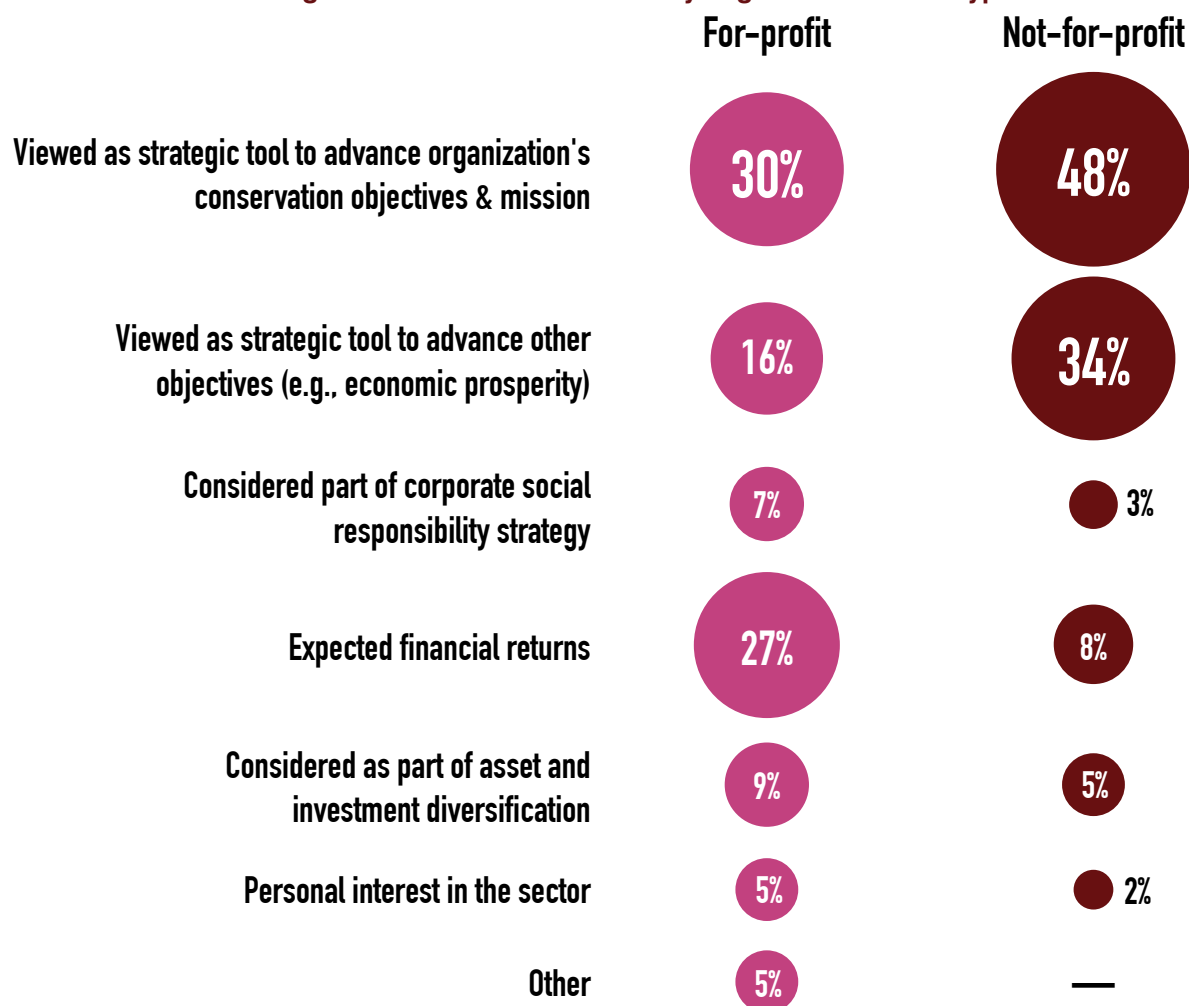 For-profit Not-for-profit
Viewed as strategic tool to advance organization's
conservation objectives & mission
30% 48%
Viewed as strategic tool to advance other
objectives (e.g., economic prosperity)
16% 34%
Considered part of corporate social
responsibility strategy
7% 3%
Expected financial returns
27% 8%
Considered as part of asset and
investment diversification
9% 5%
Personal interest in the sector
5% 2%
Other
5% —